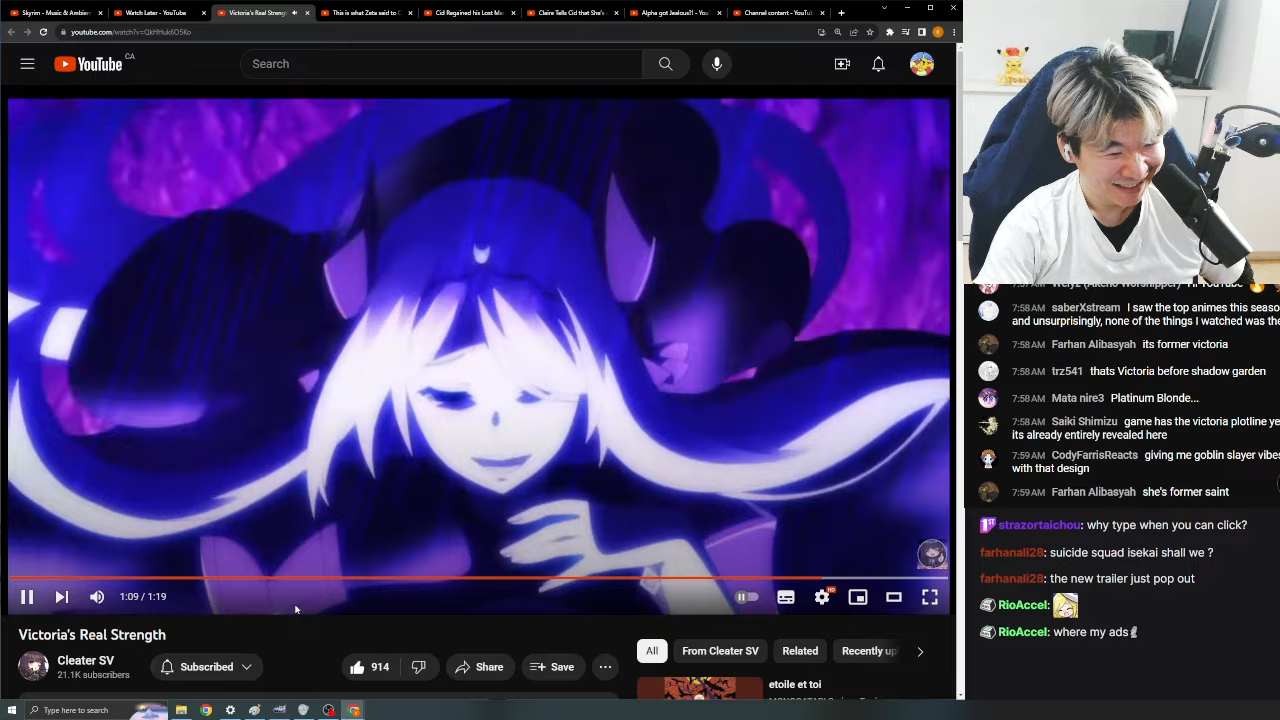 Skyrim - Music & Ambien
Watch Later - YouTube
Victoria's Real Strengt
This is what Zeta said to C
Cid Regained his Lost Me
Claire Tells Cid that She's
Alpha got Jealous?! - You
Channel content - YouTub
youtube.com/watch?v=QkHHuk6O5Ko
YouTube CA
Search
7:58 AM saberXstream I saw the top animes this seaso
and unsurprisingly, none of the things I watched was th
7:58 AM Farhan Alibasyah its former victoria
7:58 AM trz541 thats Victoria before shadow garden
7:58 AM Mata nire3 Platinum Blonde...
7:58 AM Saiki Shimizu game has the victoria plotline ye
its already entirely revealed here
7:59 AM CodyFarrisReacts giving me goblin slayer vibes
with that design
7:59 AM Farhan Alibasyah she's former saint
1ST strazortaichou: why type when you can click?
farhanali28: suicide squad isekai shall we ?
farhanali28: the new trailer just pop out
RioAccel:
RioAccel: where my ads
1:09 / 1:19
HD
Victoria's Real Strength
Cleater SV
21.1K subscribers
Subscribed
914
Share
Save
All
From Cleater SV
Related
Recently up
etoile et toi
Type here to search